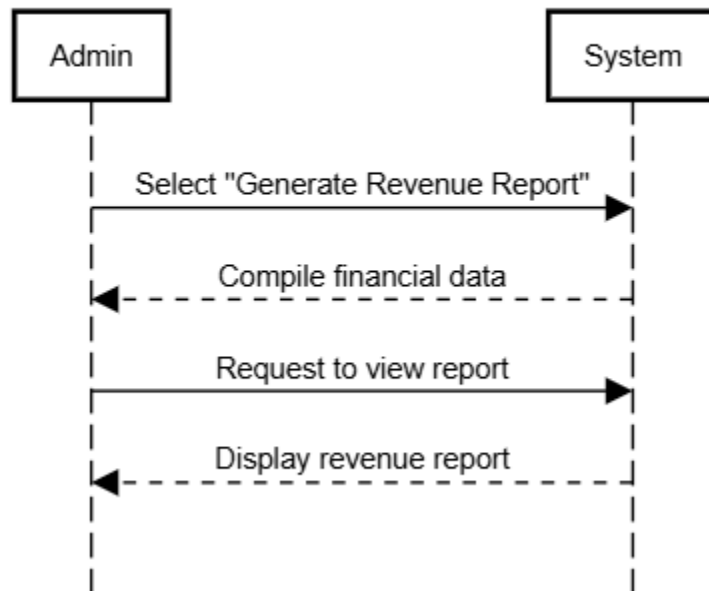 Admin
System
Select "Generate Revenue Report"
Compile financial data
Request to view report
Display revenue report